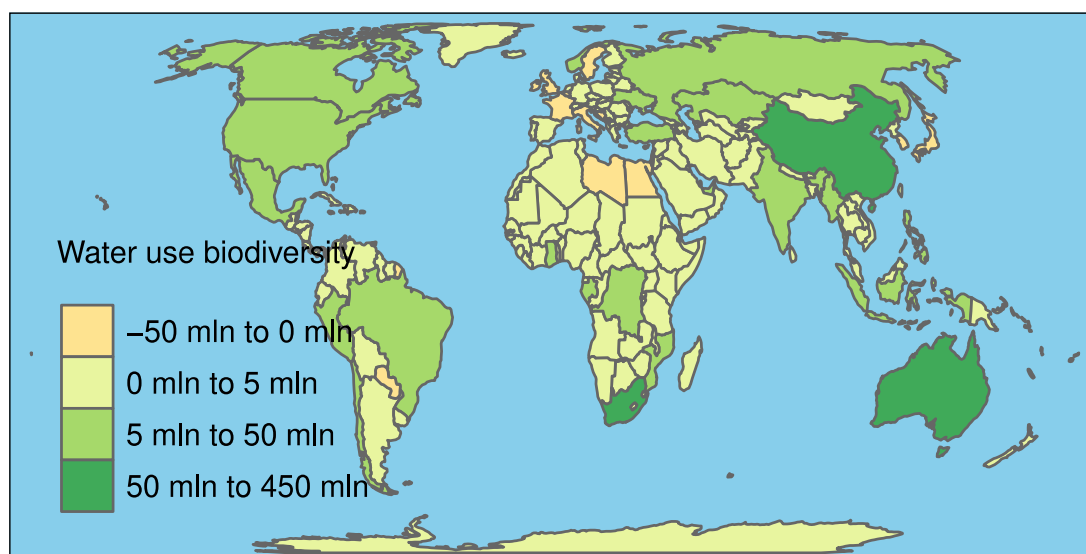 Water use biodiversity
−50 mln to 0 mln
0 mln to 5 mln
5 mln to 50 mln
50 mln to 450 mln